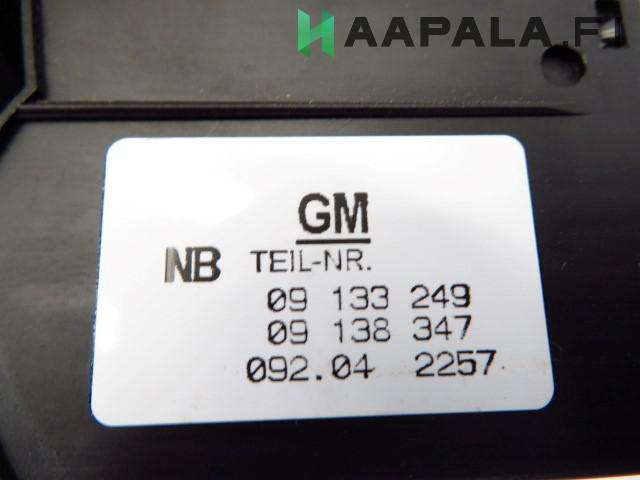 HAAPALA.FI
GM
NB TEIL-NR.
09 133 249
09 138 347
092.04 2257